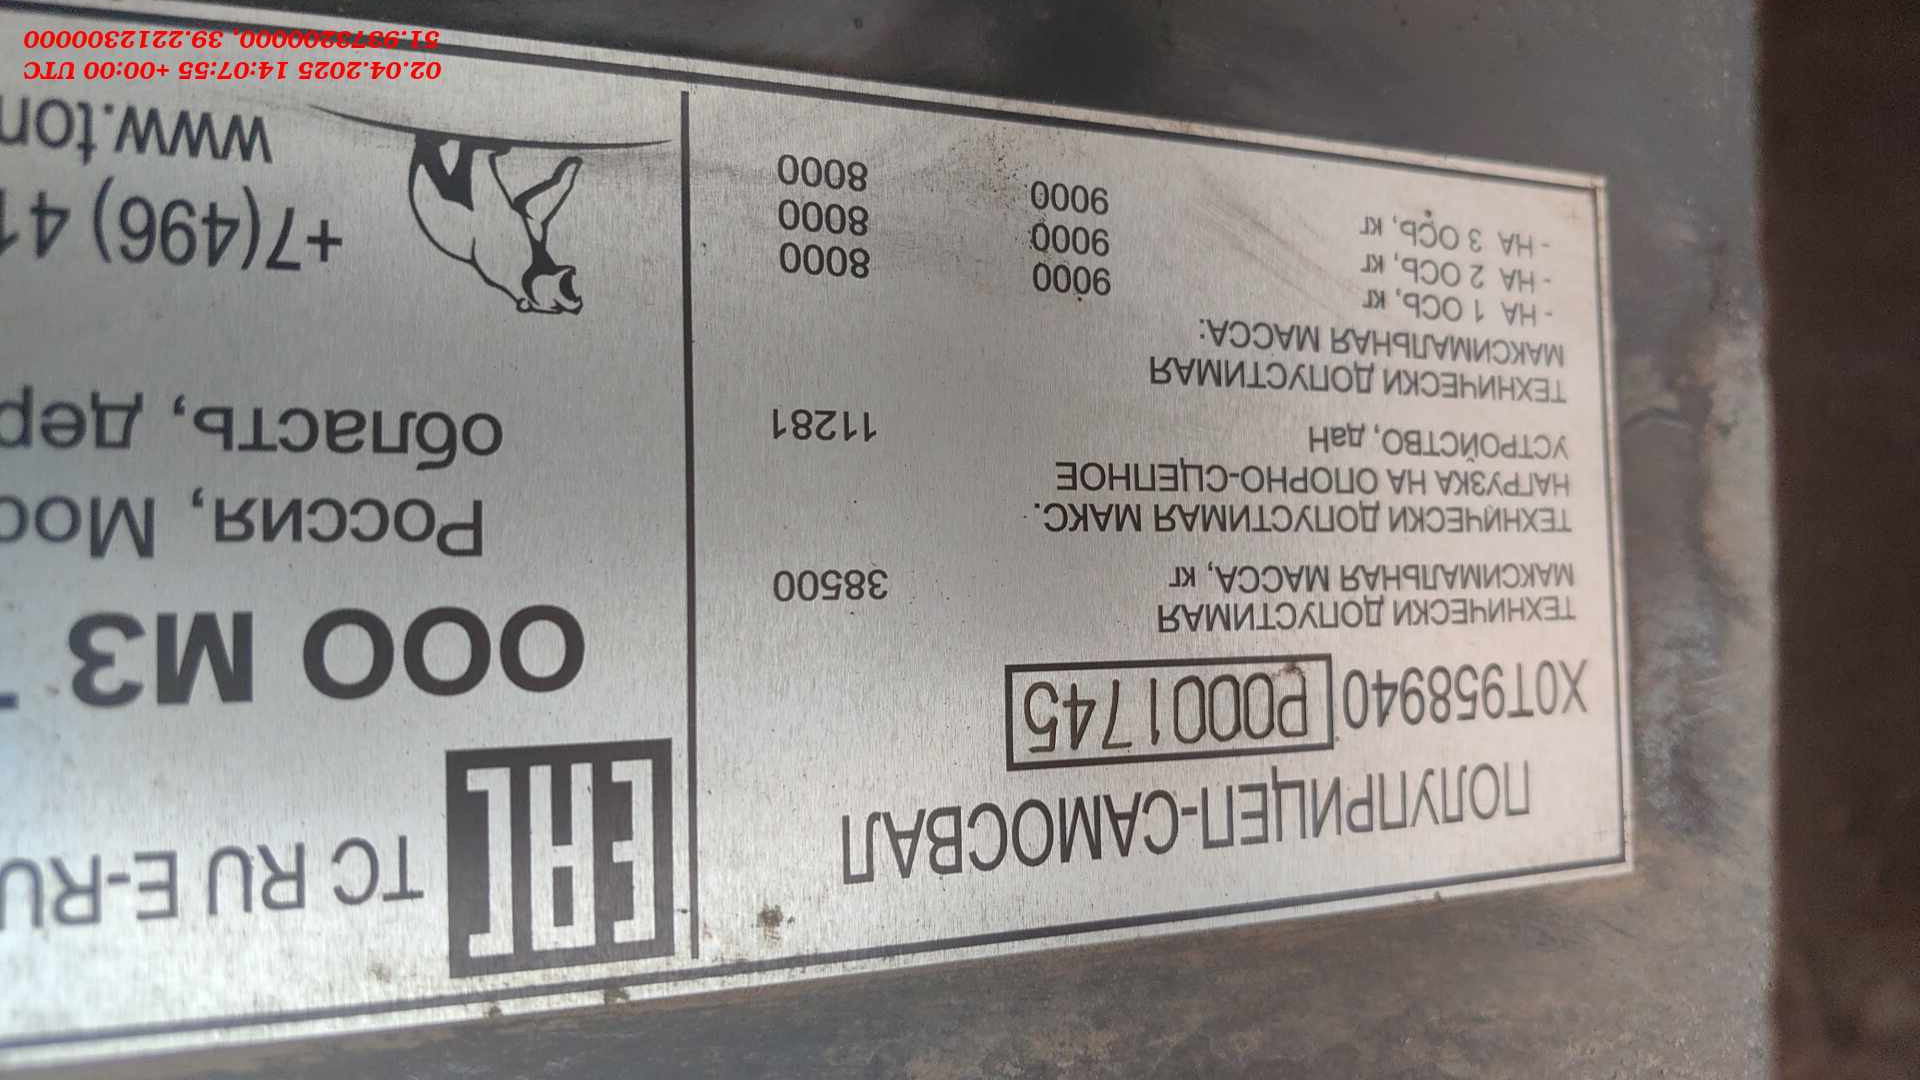 ПОЛУПРИЦЕП-САМОСВАЛ
X0T958940 P0001745
ТЕХНИЧЕСКИ ДОПУСТИМАЯ
МАКСИМАЛЬНАЯ МАССА, кг 38500
ТЕХНИЧЕСКИ ДОПУСТИМАЯ МАКС.
НАГРУЗКА НА ОПОРНО-СЦЕПНОЕ
УСТРОЙСТВО, даН 11281
ТЕХНИЧЕСКИ ДОПУСТИМАЯ
МАКСИМАЛЬНАЯ МАССА:
- НА 1 ОСЬ, кг 9000 8000
- НА 2 ОСЬ, кг 9000 8000
- НА 3 ОСЬ, кг 9000 8000
EAC
ТС RU E-RU
ООО МЗ
Россия, Мос
область, дер
+7(496) 41
www.ton
02.04.2025 14:07:55 +00:00 UTC
51.9373200000, 39.2212300000